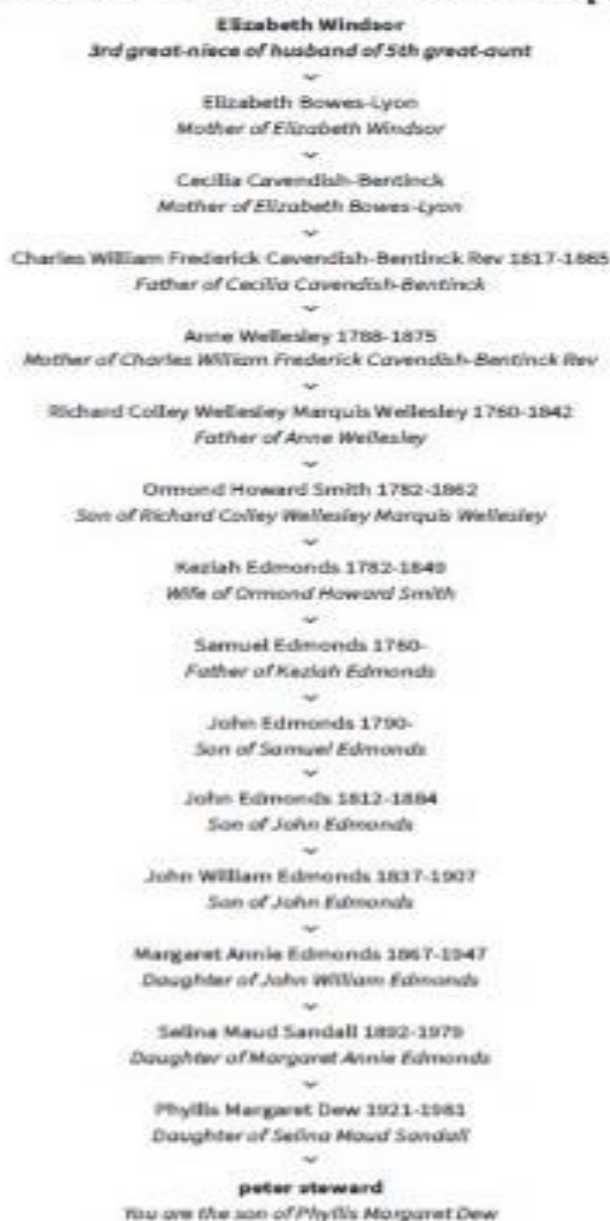 Elizabeth Windsor
3rd great-niece of husband of 5th great-aunt
Elizabeth Bowes-Lyon
Mother of Elizabeth Windsor
Cecilia Cavendish-Bentinck
Mother of Elizabeth Bowes-Lyon
Charles William Frederick Cavendish-Bentinck Rev 1817-1865
Father of Cecilia Cavendish-Bentinck
Anne Wellesley 1788-1875
Mother of Charles William Frederick Cavendish-Bentinck Rev
Richard Colley Wellesley Marquis Wellesley 1760-1842
Father of Anne Wellesley
Ormond Howard Smith 1782-1862
Son of Richard Colley Wellesley Marquis Wellesley
Keziah Edmonds 1782-1849
Wife of Ormond Howard Smith
Samuel Edmonds 1760-
Father of Keziah Edmonds
John Edmonds 1790-
Son of Samuel Edmonds
John Edmonds 1812-1884
Son of John Edmonds
John William Edmonds 1837-1907
Son of John Edmonds
Margaret Annie Edmonds 1867-1947
Daughter of John William Edmonds
Selina Maud Sandall 1892-1979
Daughter of Margaret Annie Edmonds
Phyllis Margaret Dew 1921-1981
Daughter of Selina Maud Sandall
peter steward
You are the son of Phyllis Margaret Dew